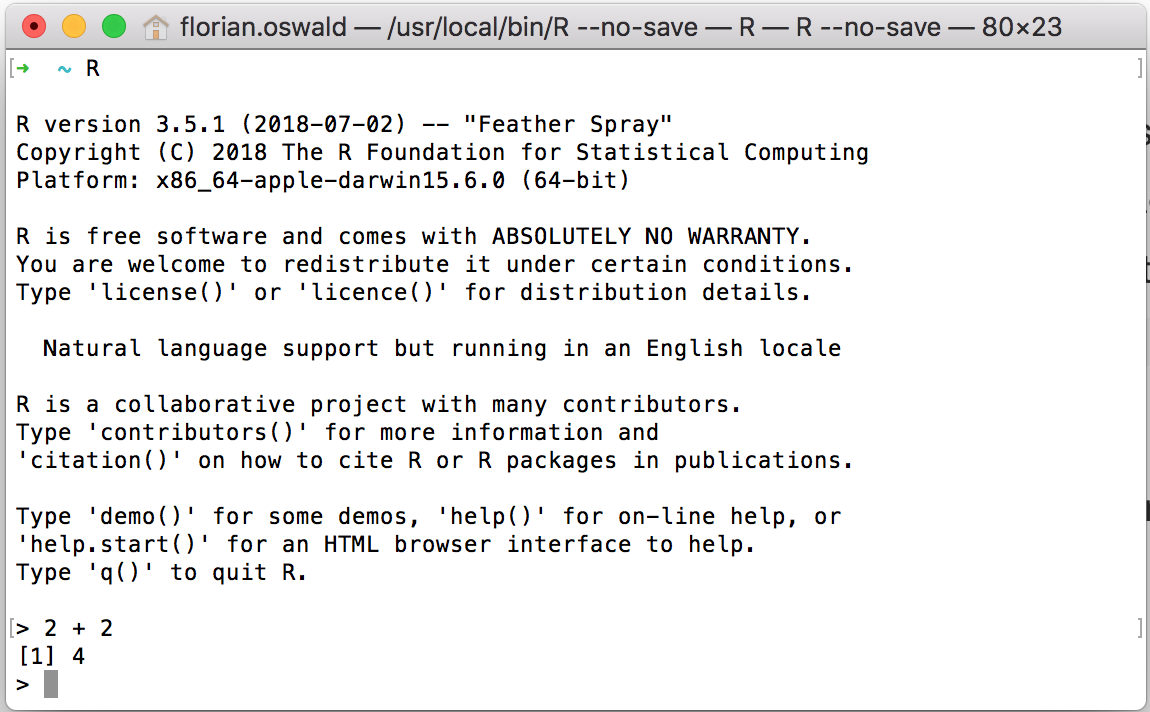 florian.oswald — /usr/local/bin/R --no-save — R — R --no-save — 80×23
[➜  ~ R ]
R version 3.5.1 (2018-07-02) -- "Feather Spray"
Copyright (C) 2018 The R Foundation for Statistical Computing
Platform: x86_64-apple-darwin15.6.0 (64-bit)
R is free software and comes with ABSOLUTELY NO WARRANTY.
You are welcome to redistribute it under certain conditions.
Type 'license()' or 'licence()' for distribution details.
  Natural language support but running in an English locale
R is a collaborative project with many contributors.
Type 'contributors()' for more information and
'citation()' on how to cite R or R packages in publications.
Type 'demo()' for some demos, 'help()' for on-line help, or
'help.start()' for an HTML browser interface to help.
Type 'q()' to quit R.
[> 2 + 2 ]
[1] 4
>